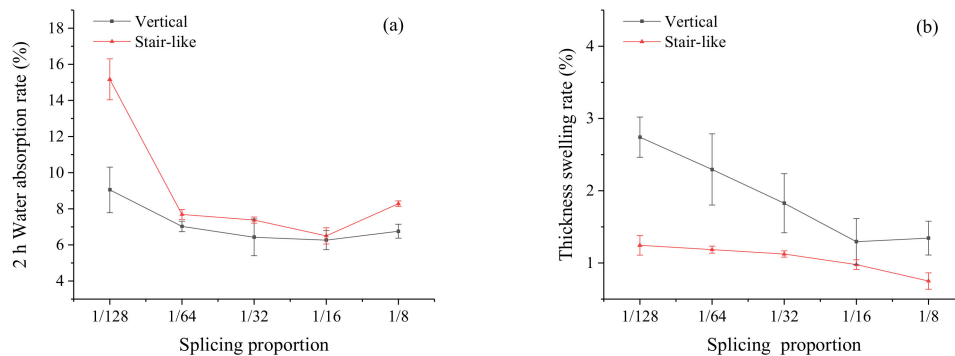 (a)
Vertical
Stair-like
2 h Water absorption rate (%)
18
16
14
12
10
8
6
4
1/128 1/64 1/32 1/16 1/8
Splicing proportion
(b)
Vertical
Stair-like
Thickness swelling rate (%)
4
3
2
1
1/128 1/64 1/32 1/16 1/8
Splicing proportion